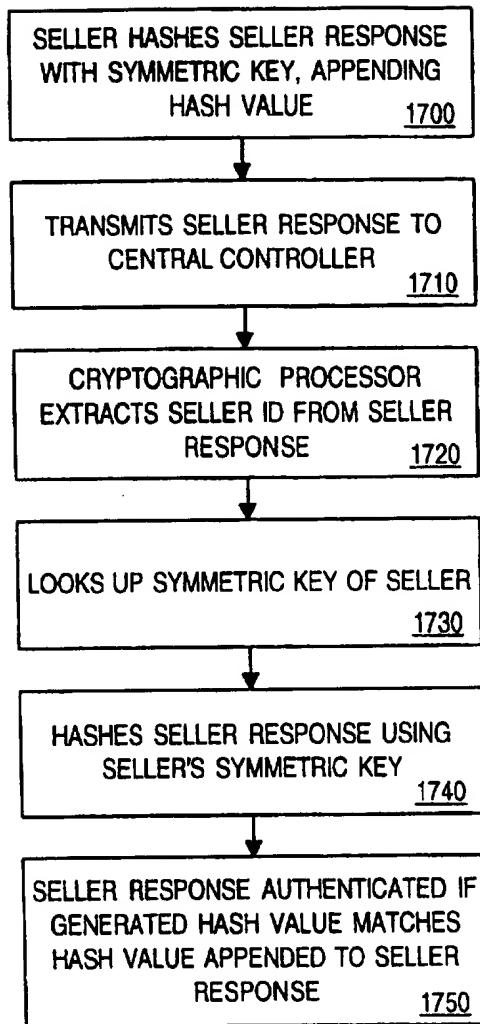 SELLER HASHES SELLER RESPONSE
WITH SYMMETRIC KEY, APPENDING
HASH VALUE
1700
TRANSMITS SELLER RESPONSE TO
CENTRAL CONTROLLER
1710
CRYPTOGRAPHIC PROCESSOR
EXTRACTS SELLER ID FROM SELLER
RESPONSE
1720
LOOKS UP SYMMETRIC KEY OF SELLER
1730
HASHES SELLER RESPONSE USING
SELLER'S SYMMETRIC KEY
1740
SELLER RESPONSE AUTHENTICATED IF
GENERATED HASH VALUE MATCHES
HASH VALUE APPENDED TO SELLER
RESPONSE
1750